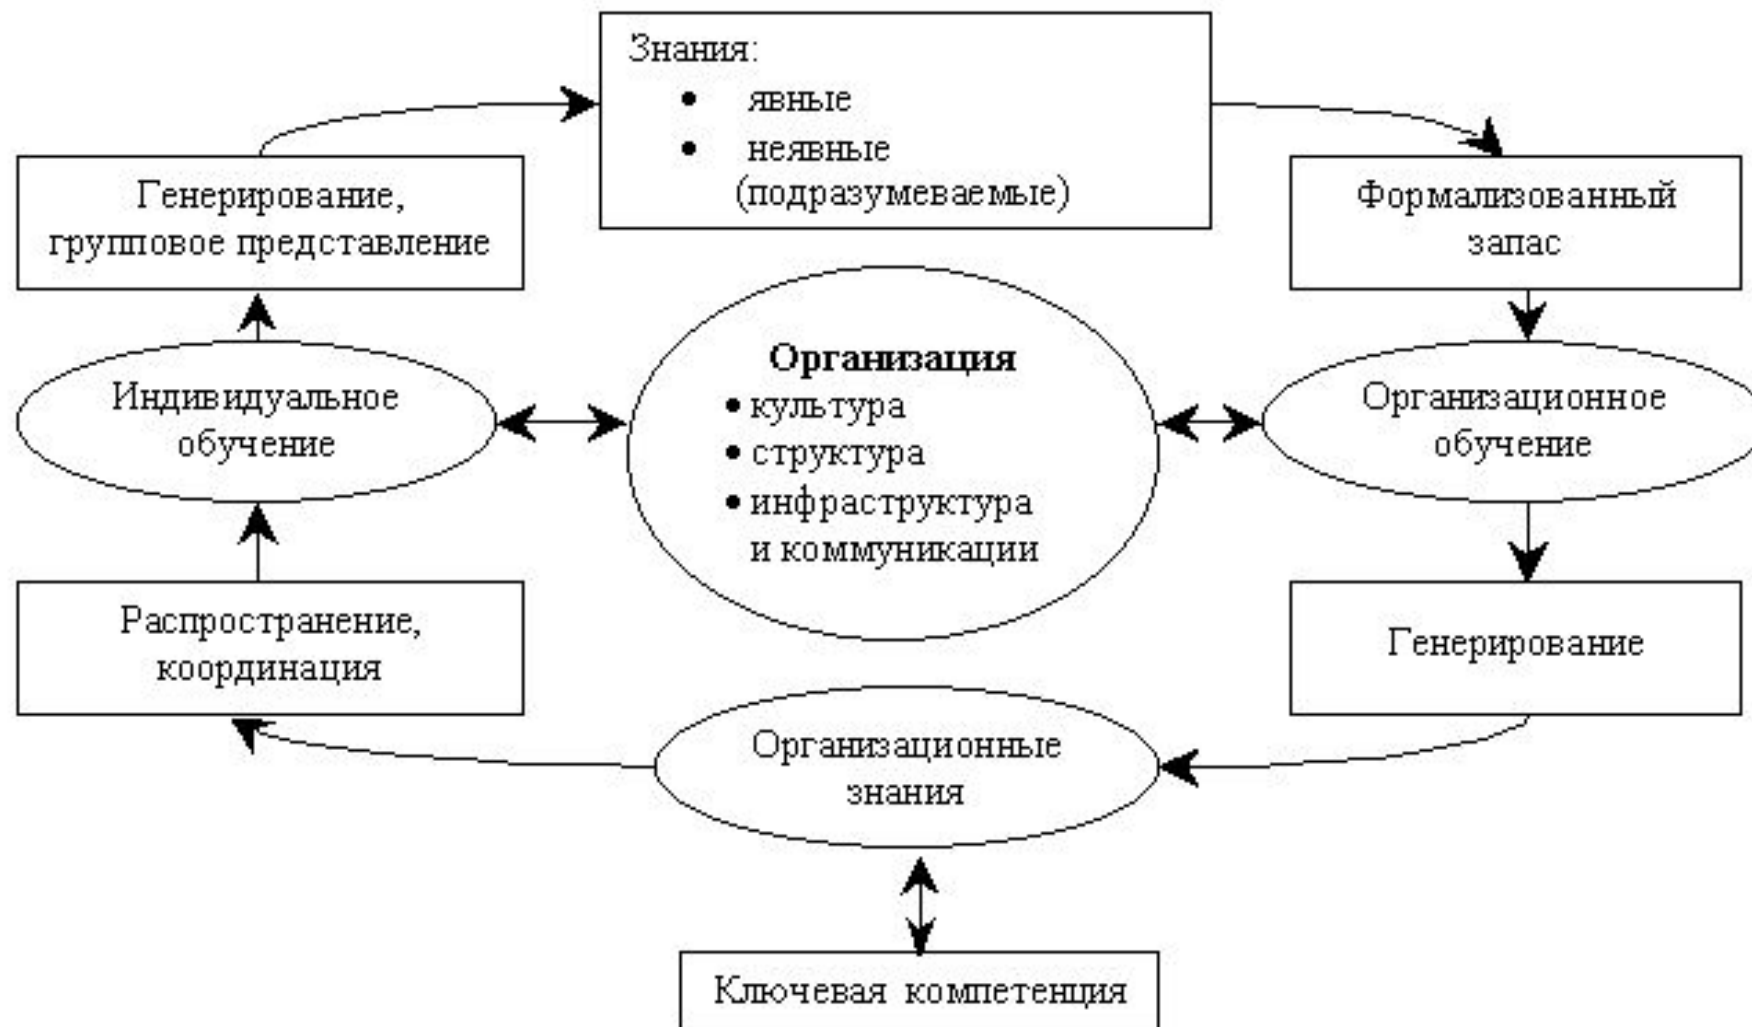 Знания:
• явные
• неявные
(подразумеваемые)
Генерирование,
групповое представление
Формализованный
запас
Организация
• культура
• структура
• инфраструктура
и коммуникации
Индивидуальное
обучение
Организационное
обучение
Распространение,
координация
Генерирование
Организационные
знания
Ключевая компетенция